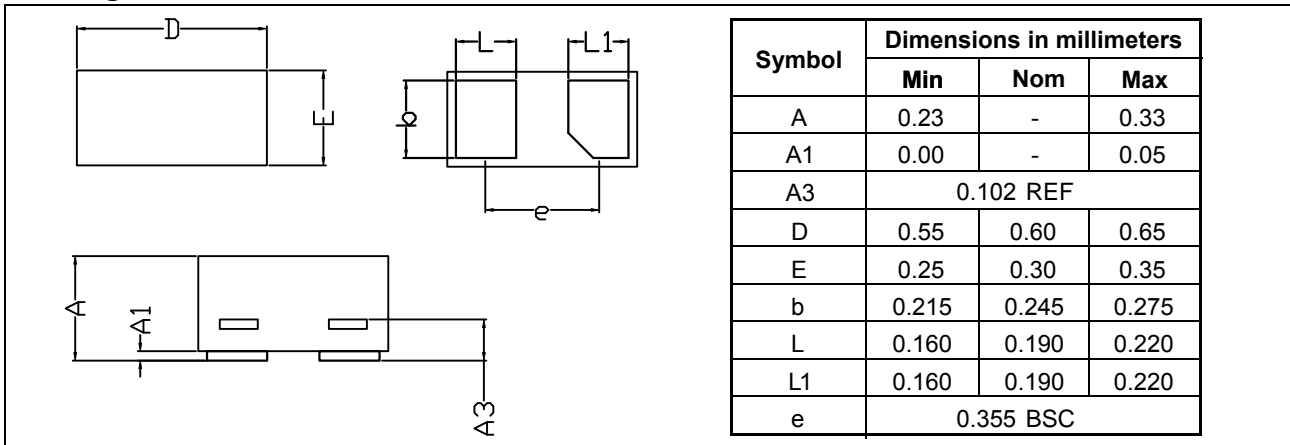 D
E
L
L1
b
e
A
A1
A3
Symbol
Dimensions in millimeters
Min Nom Max
A 0.23 - 0.33
A1 0.00 - 0.05
A3 0.102 REF
D 0.55 0.60 0.65
E 0.25 0.30 0.35
b 0.215 0.245 0.275
L 0.160 0.190 0.220
L1 0.160 0.190 0.220
e 0.355 BSC